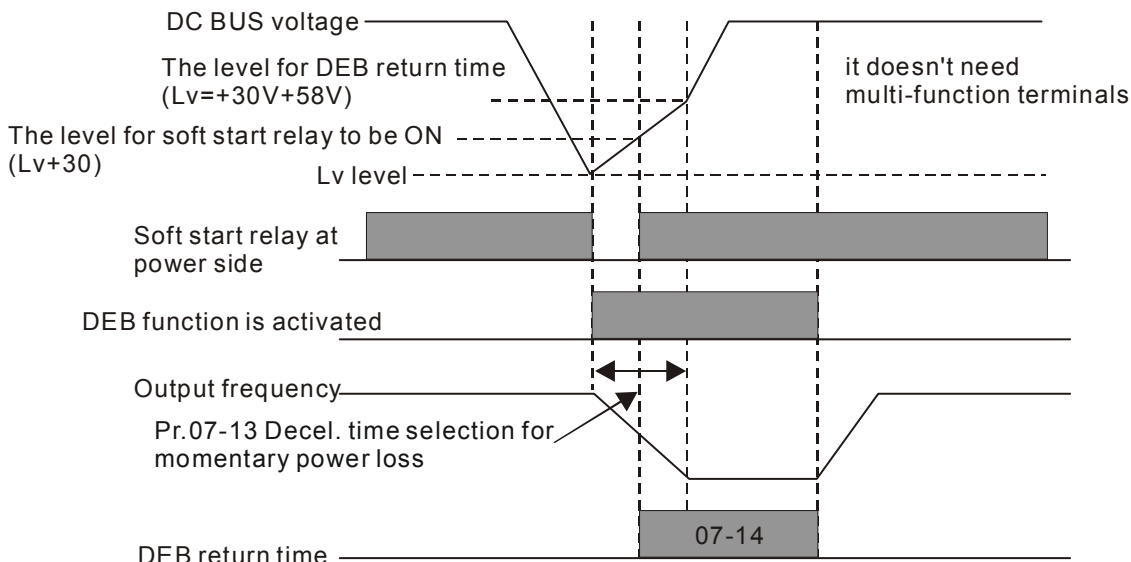 DC BUS voltage
The level for DEB return time
(Lv=+30V+58V)
it doesn't need
multi-function terminals
The level for soft start relay to be ON
(Lv+30)
Lv level
Soft start relay at
power side
DEB function is activated
Output frequency
Pr.07-13 Decel. time selection for
momentary power loss
07-14
DEB return time